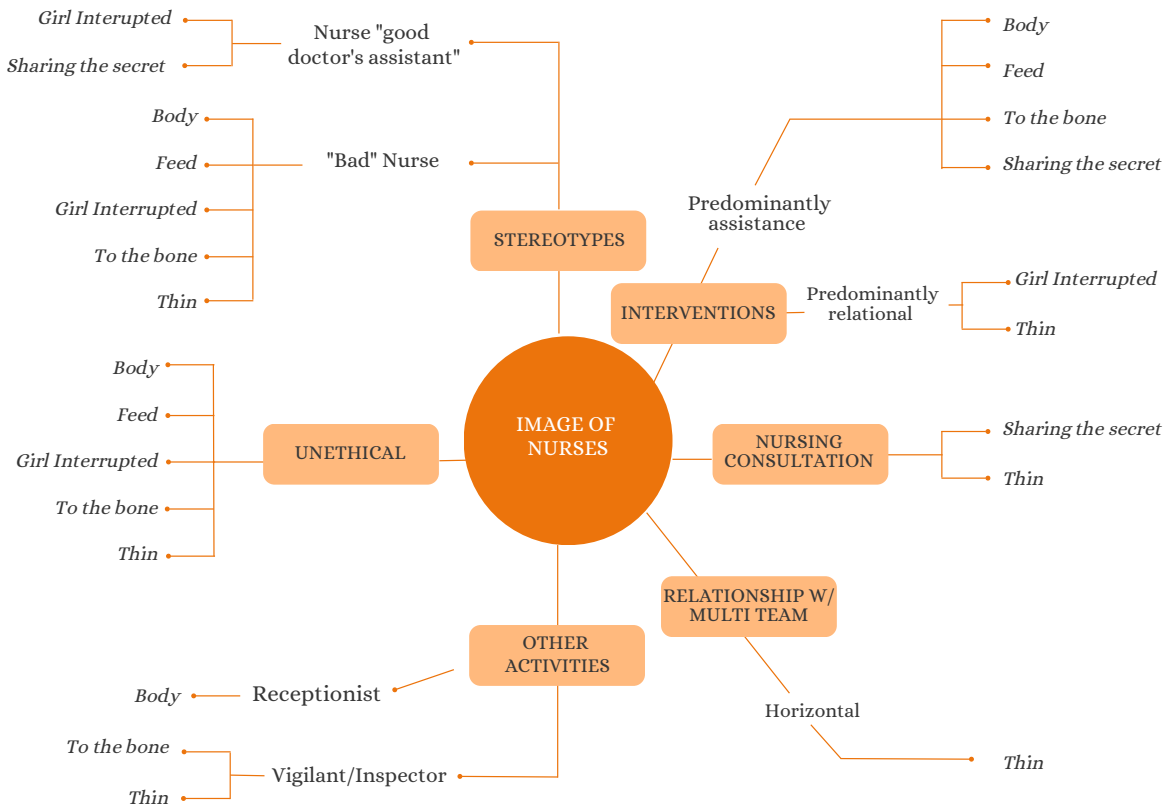 Girl Interupted
Sharing the secret
Nurse "good
doctor's assistant"
Body
Feed
Girl Interrupted
To the bone
Thin
"Bad" Nurse
STEREOTYPES
Body
Feed
To the bone
Sharing the secret
Predominantly
assistance
INTERVENTIONS
Predominantly
relational
Girl Interrupted
Thin
IMAGE OF
NURSES
Body
Feed
Girl Interrupted
To the bone
Thin
UNETHICAL
NURSING
CONSULTATION
Sharing the secret
Thin
RELATIONSHIP W/
MULTI TEAM
Horizontal
Thin
OTHER
ACTIVITIES
Body
Receptionist
To the bone
Thin
Vigilant/Inspector